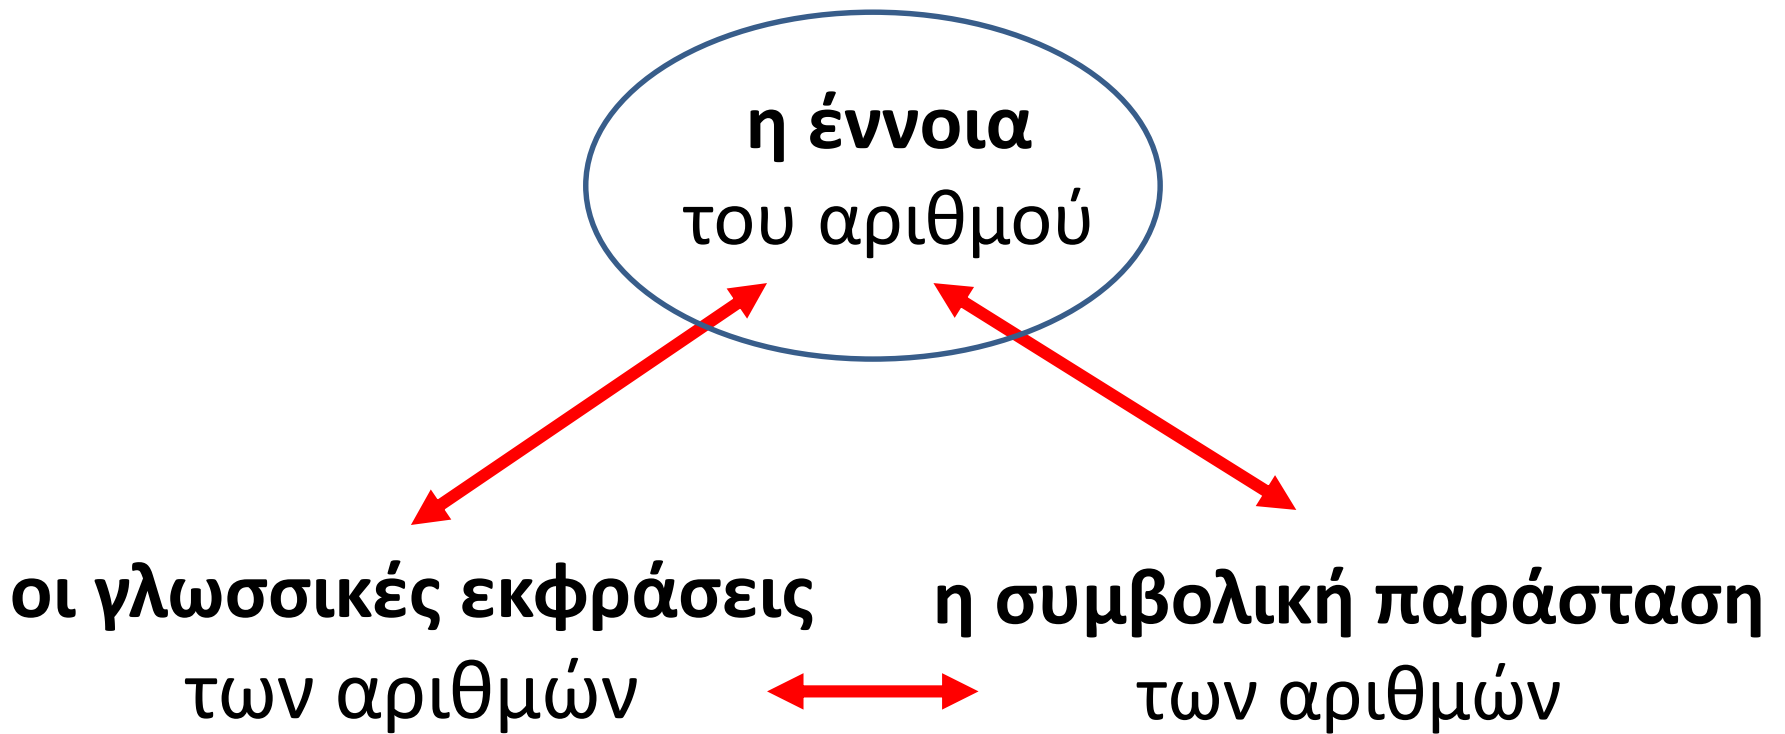 η έννοια
του αριθμού
οι γλωσσικές εκφράσεις
των αριθμών
η συμβολική παράσταση
των αριθμών